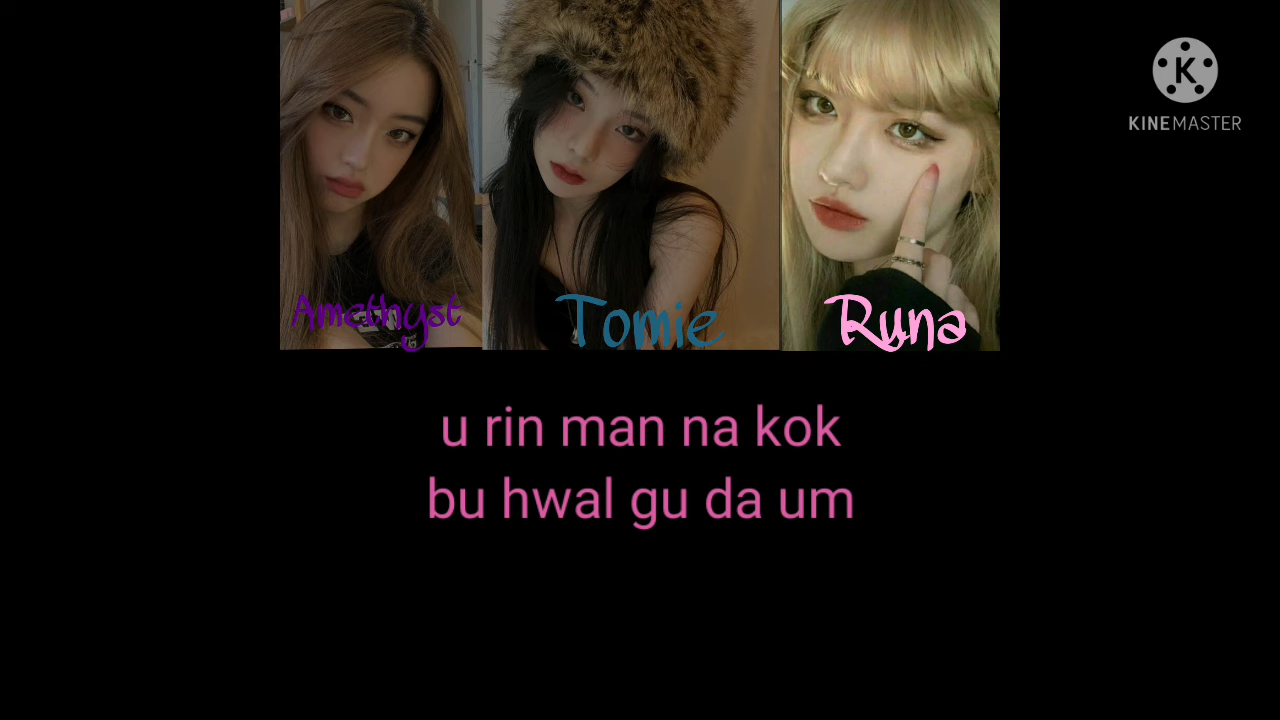 KINEMASTER
Amethyst
Tomie
Runa
u rin man na kok
bu hwal gu da um